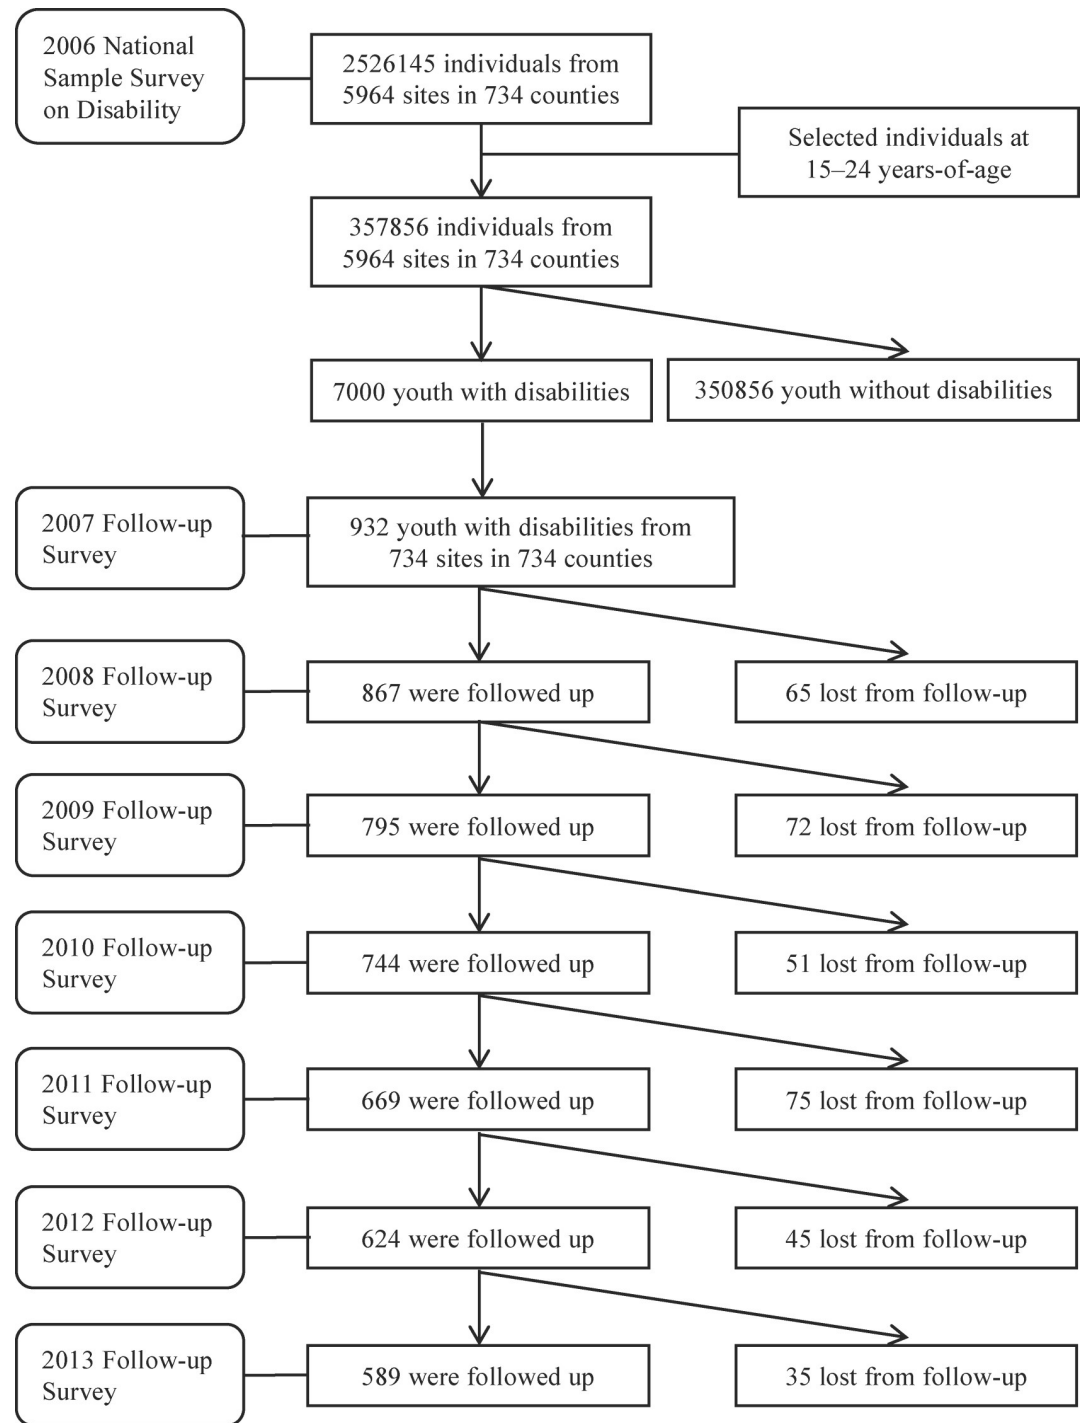 2006 National
Sample Survey
on Disability
2526145 individuals from
5964 sites in 734 counties
Selected individuals at
15–24 years-of-age
357856 individuals from
5964 sites in 734 counties
7000 youth with disabilities
350856 youth without disabilities
2007 Follow-up
Survey
932 youth with disabilities from
734 sites in 734 counties
2008 Follow-up
Survey
867 were followed up
65 lost from follow-up
2009 Follow-up
Survey
795 were followed up
72 lost from follow-up
2010 Follow-up
Survey
744 were followed up
51 lost from follow-up
2011 Follow-up
Survey
669 were followed up
75 lost from follow-up
2012 Follow-up
Survey
624 were followed up
45 lost from follow-up
2013 Follow-up
Survey
589 were followed up
35 lost from follow-up